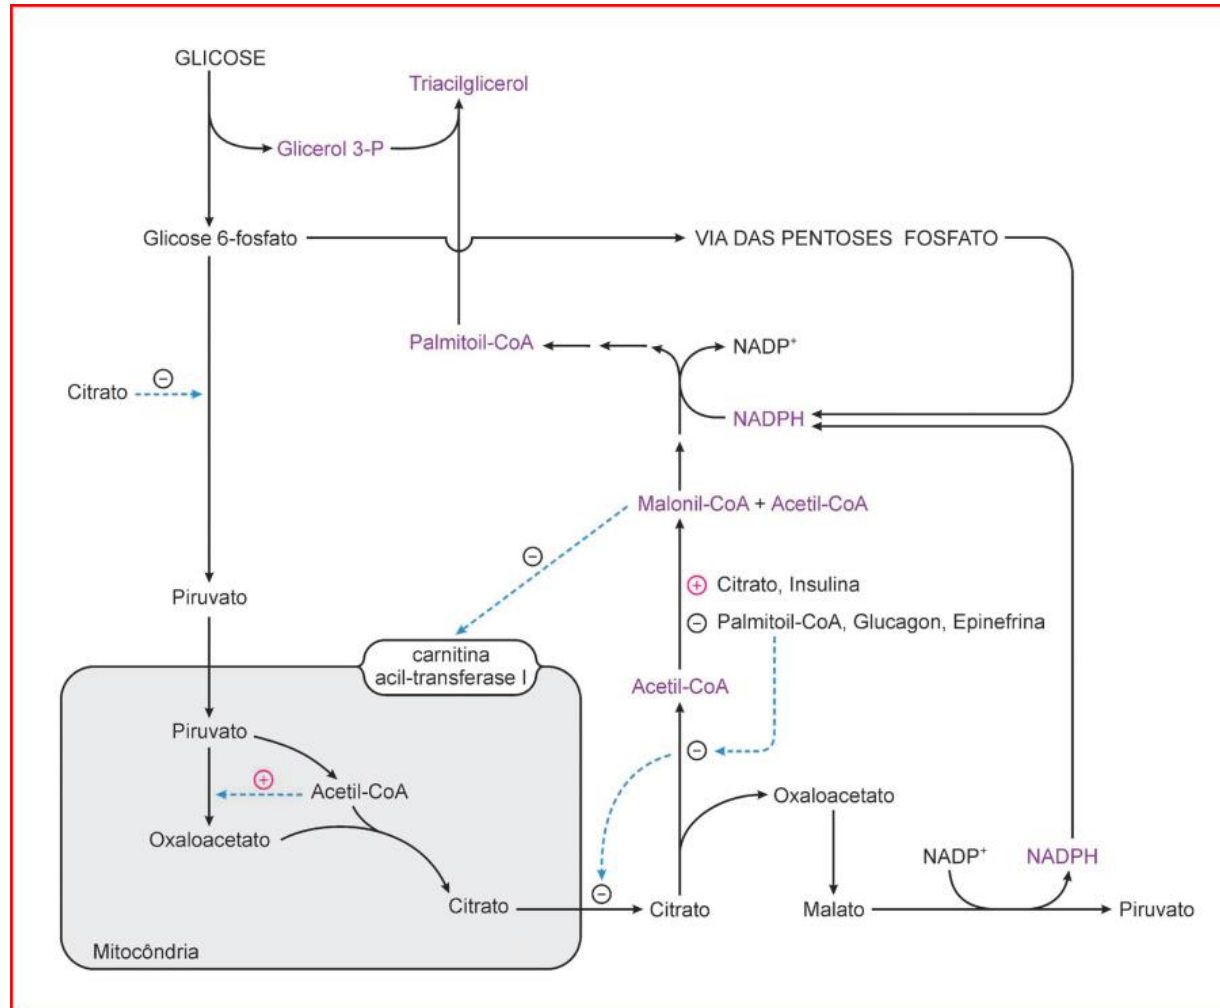 GLICOSE
Triacilglicerol
Glicerol 3-P
Glicose 6-fosfato
VIA DAS PENTOSES FOSFATO
Palmitoil-CoA
NADP⁺
Citrato
−
NADPH
Malonil-CoA + Acetil-CoA
−
+ Citrato, Insulina
Piruvato
− Palmitoil-CoA, Glucagon, Epinefrina
carnitina
acil-transferase I
Acetil-CoA
Piruvato
−
+
Acetil-CoA
Oxaloacetato
Oxaloacetato
NADP⁺
NADPH
−
Citrato
Citrato
Malato
Piruvato
Mitocôndria